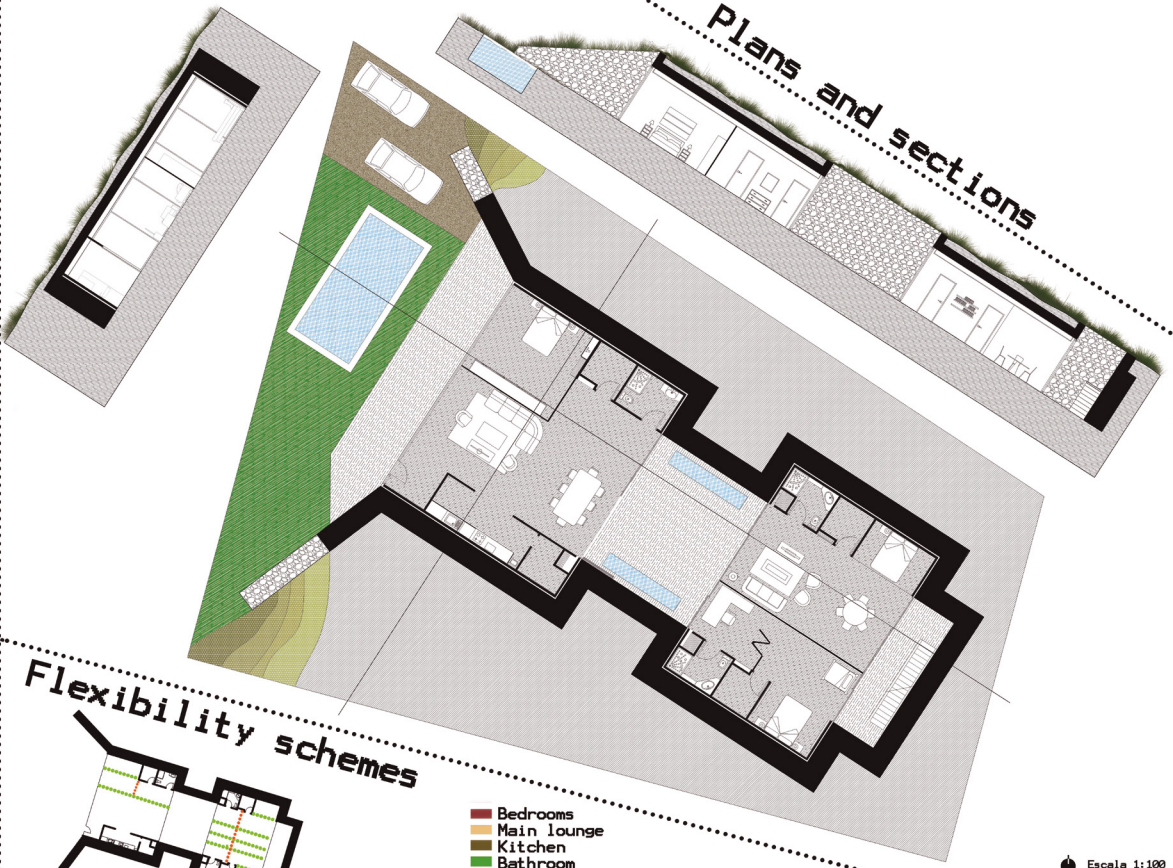 Plans and sections
Flexibility schemes
Bedrooms
Main lounge
Kitchen
Bathroom
Escala 1:100